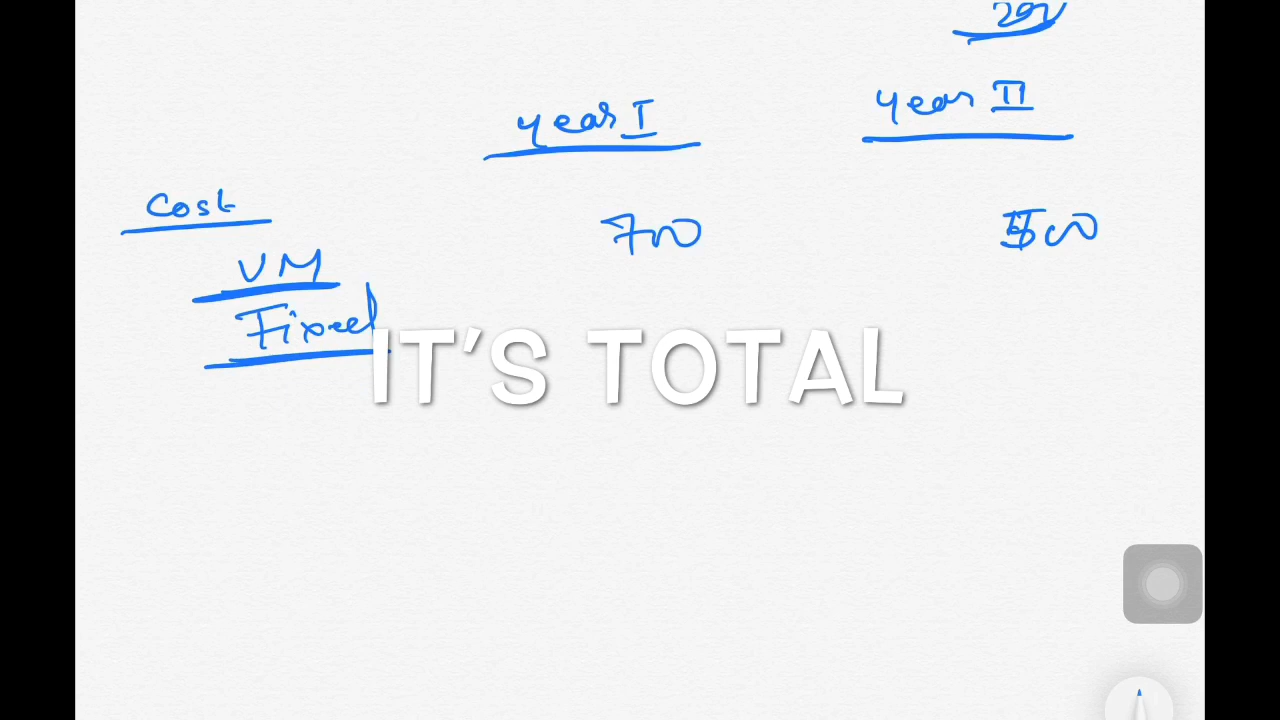 year I year II
Cost 700 500
VM
Fixed
IT'S TOTAL